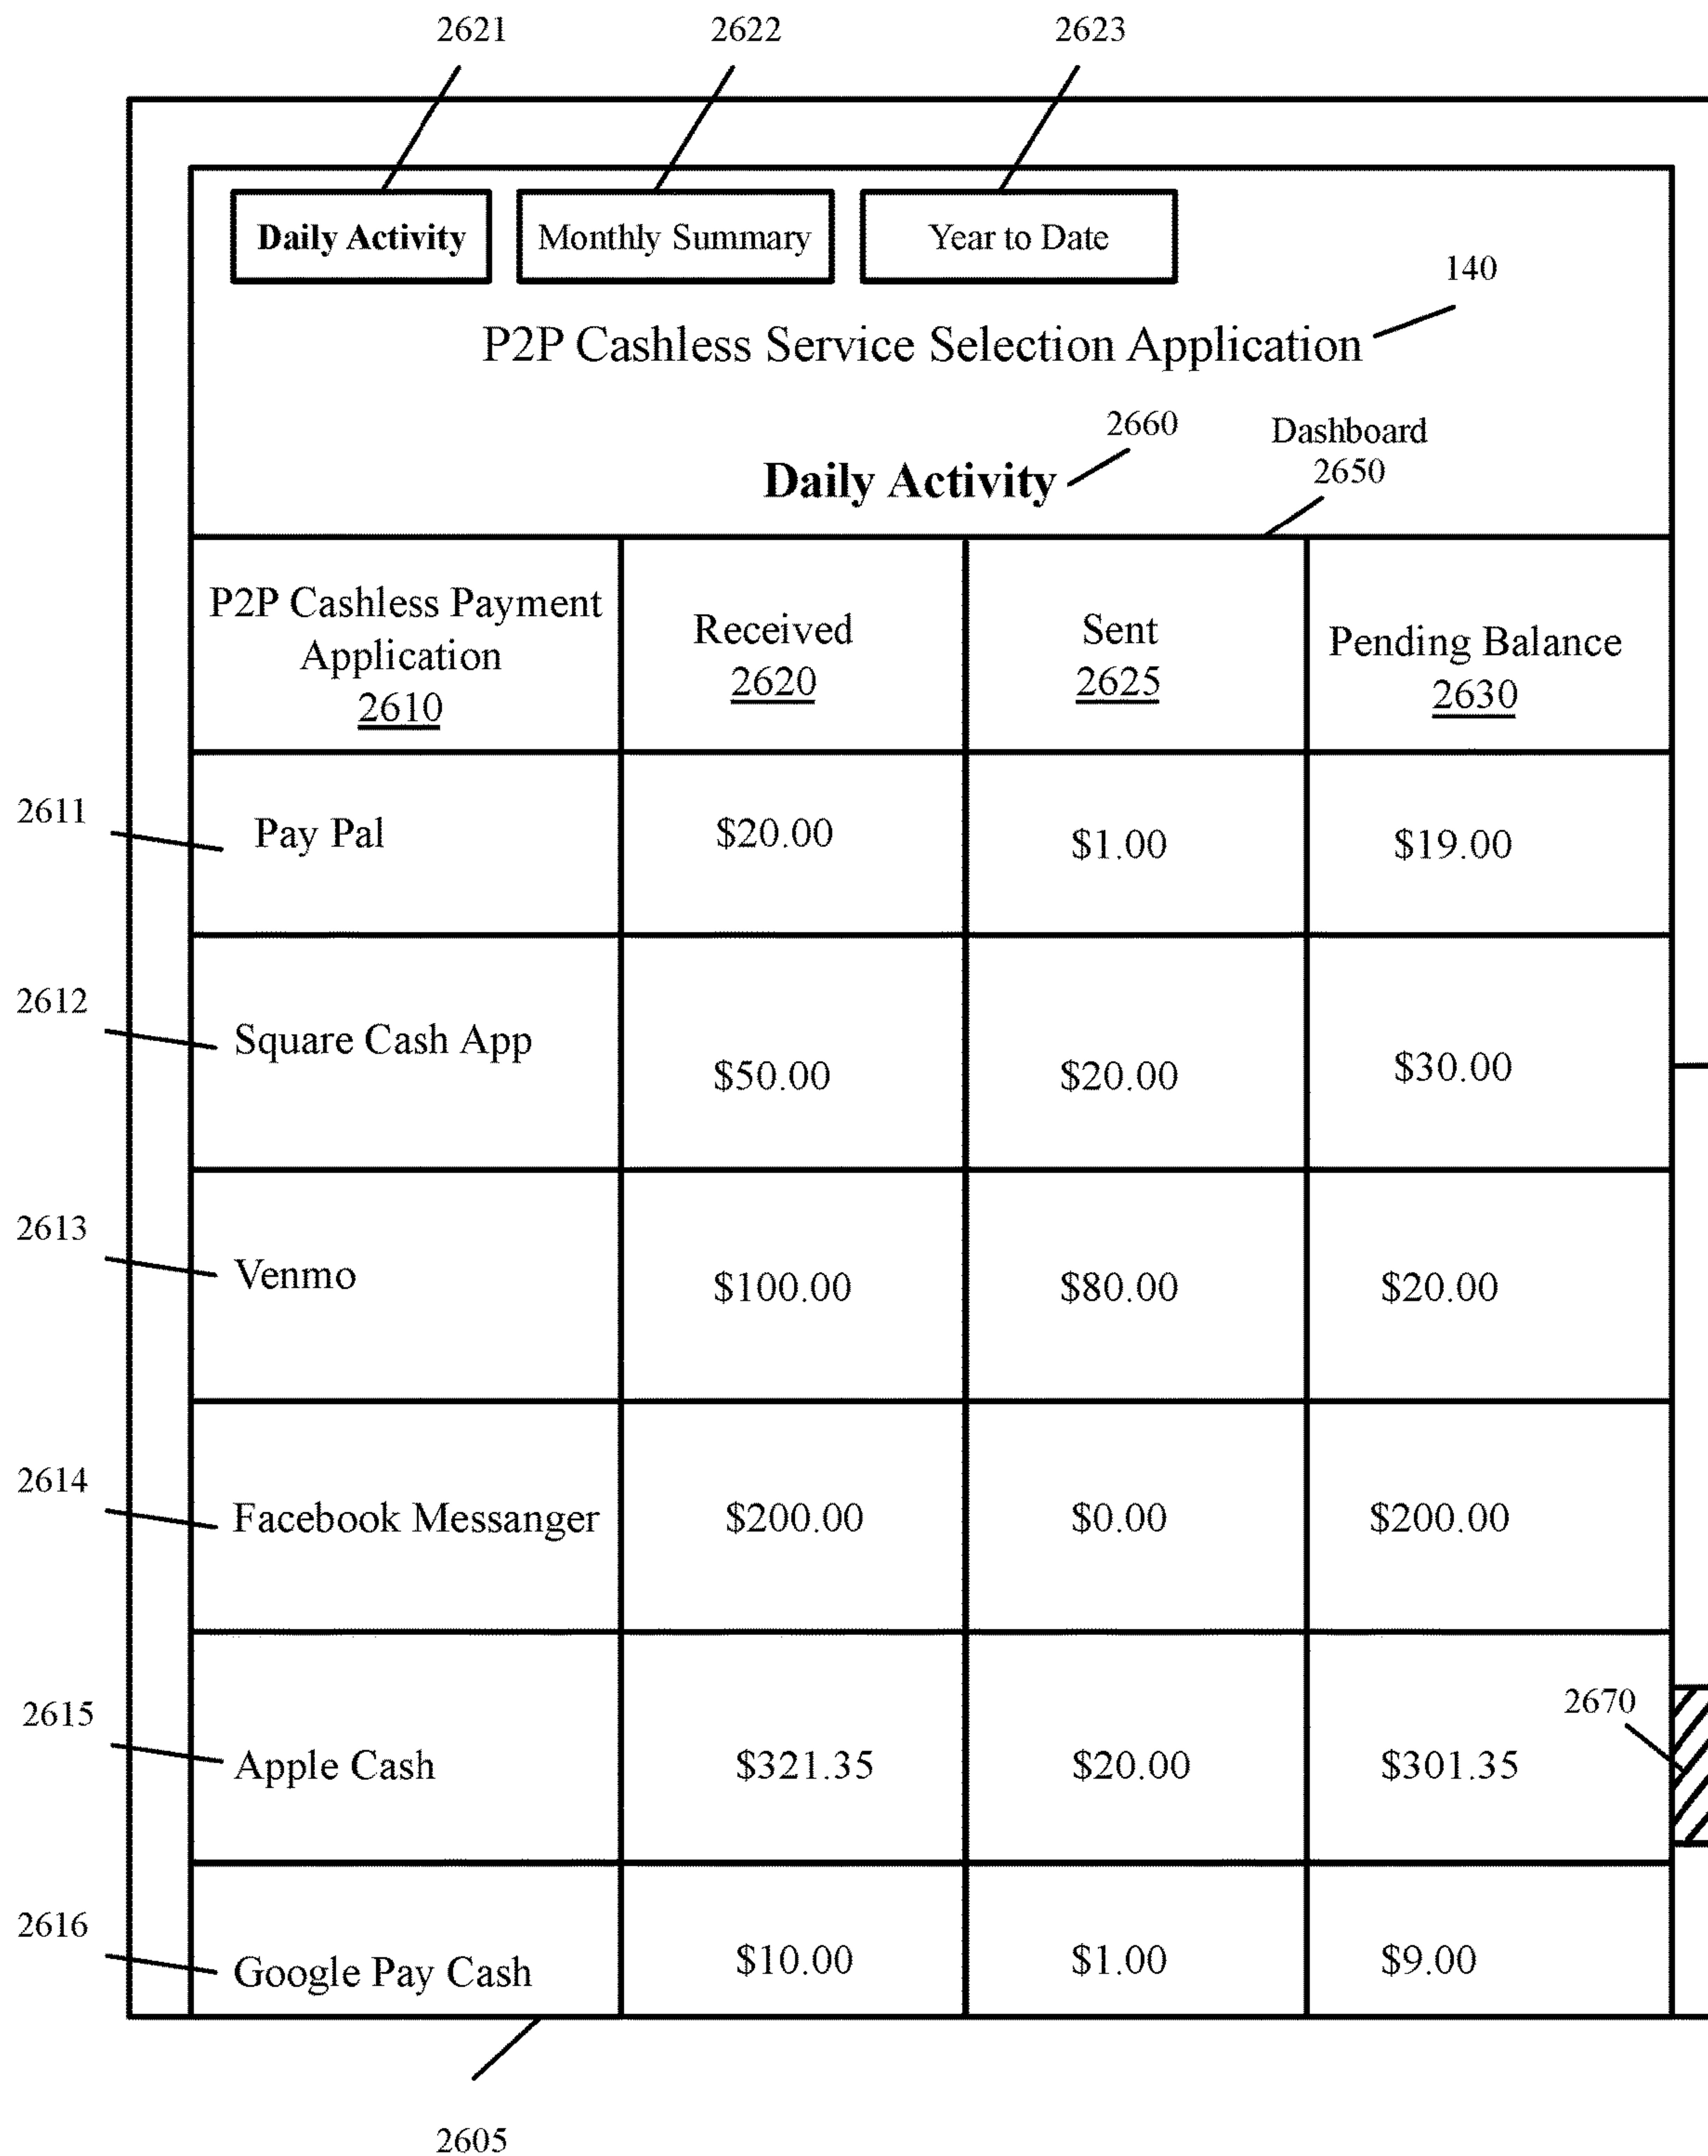 2621 2622 2623
Daily Activity Monthly Summary Year to Date
140
P2P Cashless Service Selection Application
2660 Dashboard
2650
Daily Activity
P2P Cashless Payment
Application
2610
Received
2620
Sent
2625
Pending Balance
2630
2611 Pay Pal $20.00 $1.00 $19.00
2612 Square Cash App $50.00 $20.00 $30.00
2613 Venmo $100.00 $80.00 $20.00
2614 Facebook Messanger $200.00 $0.00 $200.00
2670
2615 Apple Cash $321.35 $20.00 $301.35
2616 Google Pay Cash $10.00 $1.00 $9.00
2605